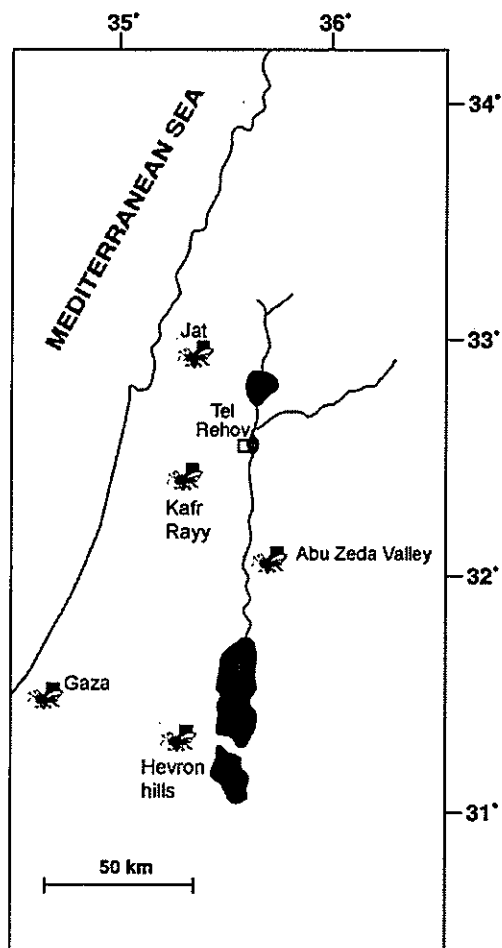 35° 36°
34°
MEDITERRANEAN SEA
33°
Jat
Tel
Rehov
Kafr
Rayy
Abu Zeda Valley
32°
Gaza
Hevron
hills
31°
50 km